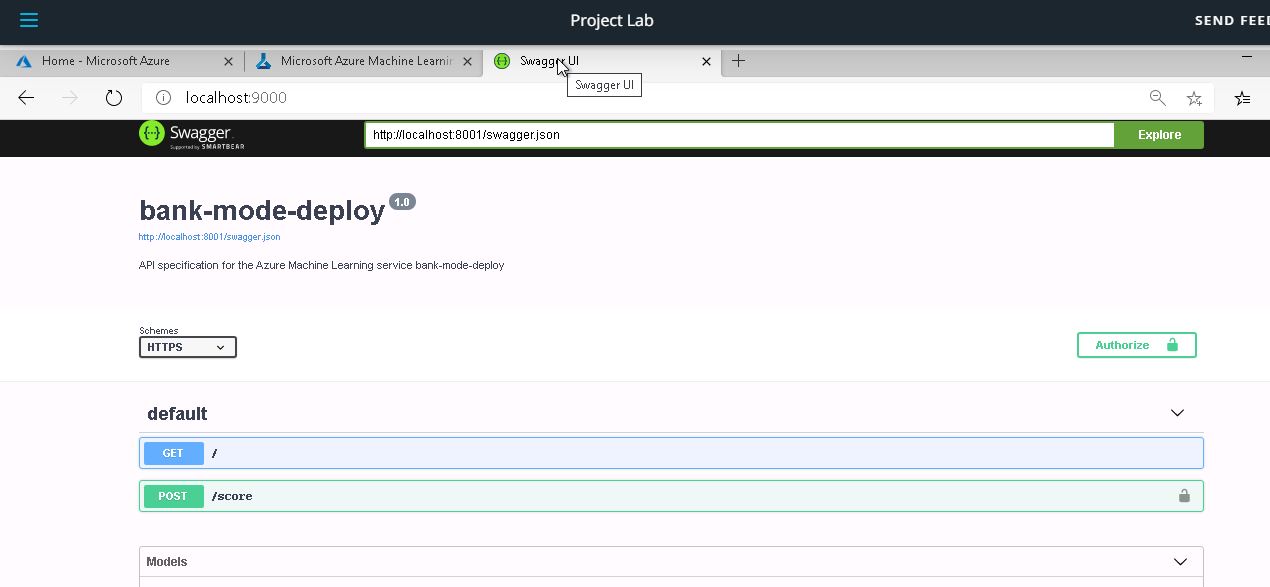 Project Lab
SEND FEE
Home - Microsoft Azure
Microsoft Azure Machine Learnin
Swagger UI
Swagger UI
localhost:9000
Swagger.
Supported by SMARTBEAR
http://localhost:8001/swagger.json
Explore
bank-mode-deploy 1.0
http://localhost:8001/swagger.json
API specification for the Azure Machine Learning service bank-mode-deploy
Schemes
HTTPS
Authorize
default
GET /
POST /score
Models